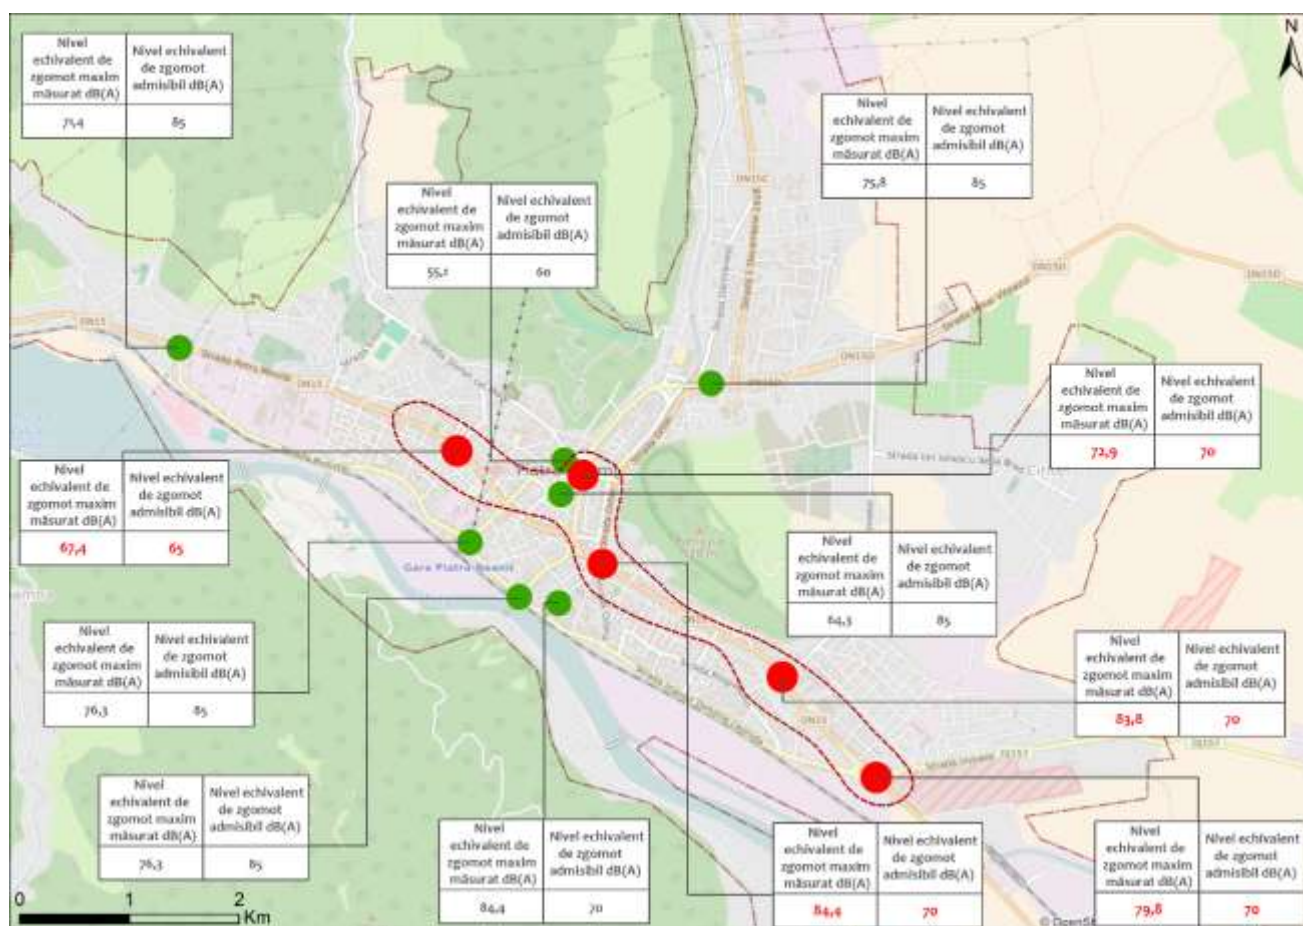 N
Nivel
echivalent de
zgomot maxim
măsurat dB(A)
Nivel echivalent
de zgomot
admisibil dB(A)
71,4
85
Nivel
echivalent de
zgomot maxim
măsurat dB(A)
Nivel echivalent
de zgomot
admisibil dB(A)
75,8
85
Nivel
echivalent de
zgomot maxim
măsurat dB(A)
Nivel echivalent
de zgomot
admisibil dB(A)
55,1
60
DN15C
DN15D
DN15D
DN15D
DN15
DN15
Nivel
echivalent de
zgomot maxim
măsurat dB(A)
Nivel echivalent
de zgomot
admisibil dB(A)
72,9
70
Nivel
echivalent de
zgomot maxim
măsurat dB(A)
Nivel echivalent
de zgomot
admisibil dB(A)
67,4
65
Gara Piatra Neamț
Nivel
echivalent de
zgomot maxim
măsurat dB(A)
Nivel echivalent
de zgomot
admisibil dB(A)
64,3
85
Nivel
echivalent de
zgomot maxim
măsurat dB(A)
Nivel echivalent
de zgomot
admisibil dB(A)
76,3
85
Nivel
echivalent de
zgomot maxim
măsurat dB(A)
Nivel echivalent
de zgomot
admisibil dB(A)
83,8
70
DN15
Nivel
echivalent de
zgomot maxim
măsurat dB(A)
Nivel echivalent
de zgomot
admisibil dB(A)
76,3
85
Nivel
echivalent de
zgomot maxim
măsurat dB(A)
Nivel echivalent
de zgomot
admisibil dB(A)
84,4
70
Nivel
echivalent de
zgomot maxim
măsurat dB(A)
Nivel echivalent
de zgomot
admisibil dB(A)
84,4
70
Nivel
echivalent de
zgomot maxim
măsurat dB(A)
Nivel echivalent
de zgomot
admisibil dB(A)
79,8
70
0 1 2
Km